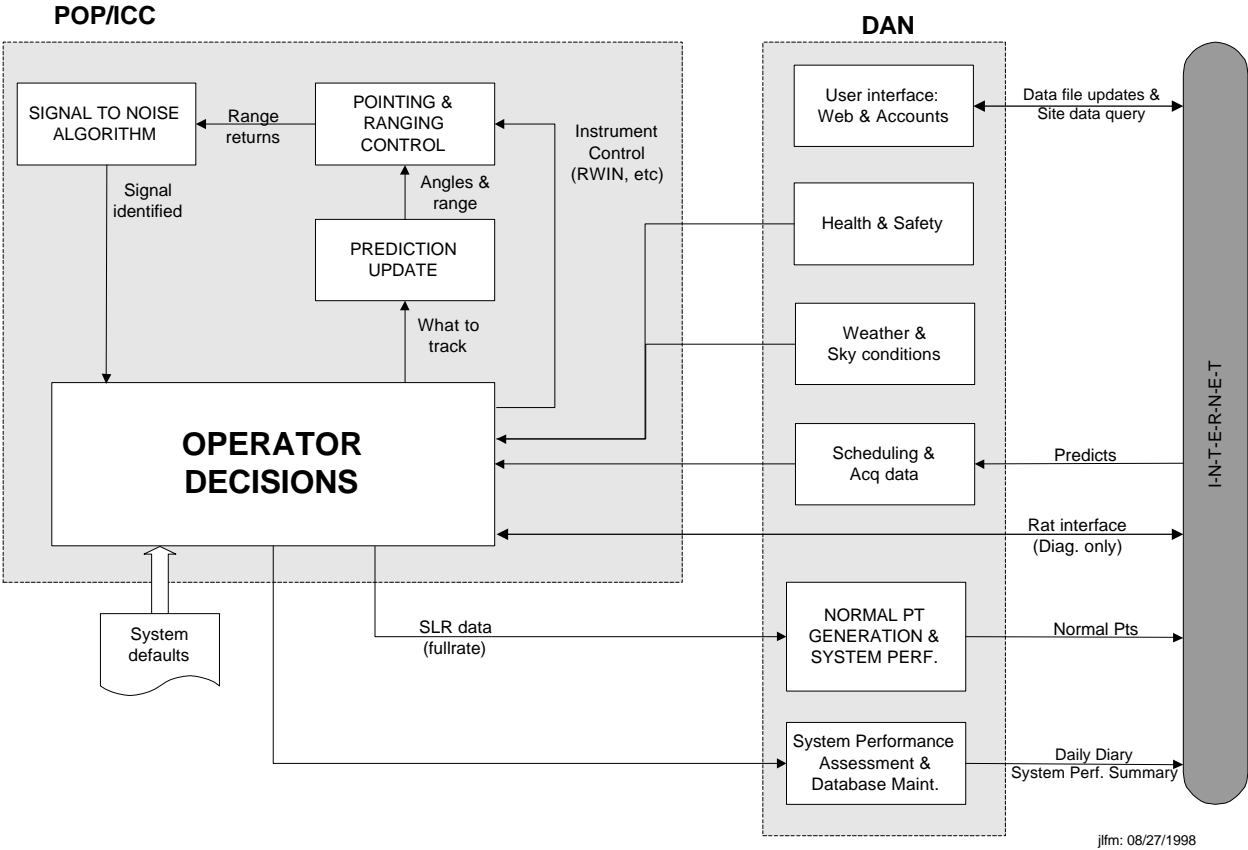 POP/ICC
DAN
SIGNAL TO NOISE
ALGORITHM
Range
returns
POINTING &
RANGING
CONTROL
Instrument
Control
(RWIN, etc)
Signal
identified
Angles &
range
PREDICTION
UPDATE
What to
track
OPERATOR
DECISIONS
System
defaults
SLR data
(fullrate)
User interface:
Web & Accounts
Data file updates &
Site data query
Health & Safety
Weather &
Sky conditions
Scheduling &
Acq data
Predicts
Rat interface
(Diag. only)
NORMAL PT
GENERATION &
SYSTEM PERF.
Normal Pts
System Performance
Assessment &
Database Maint.
Daily Diary
System Perf. Summary
I-N-T-E-R-N-E-T
jlfm: 08/27/1998